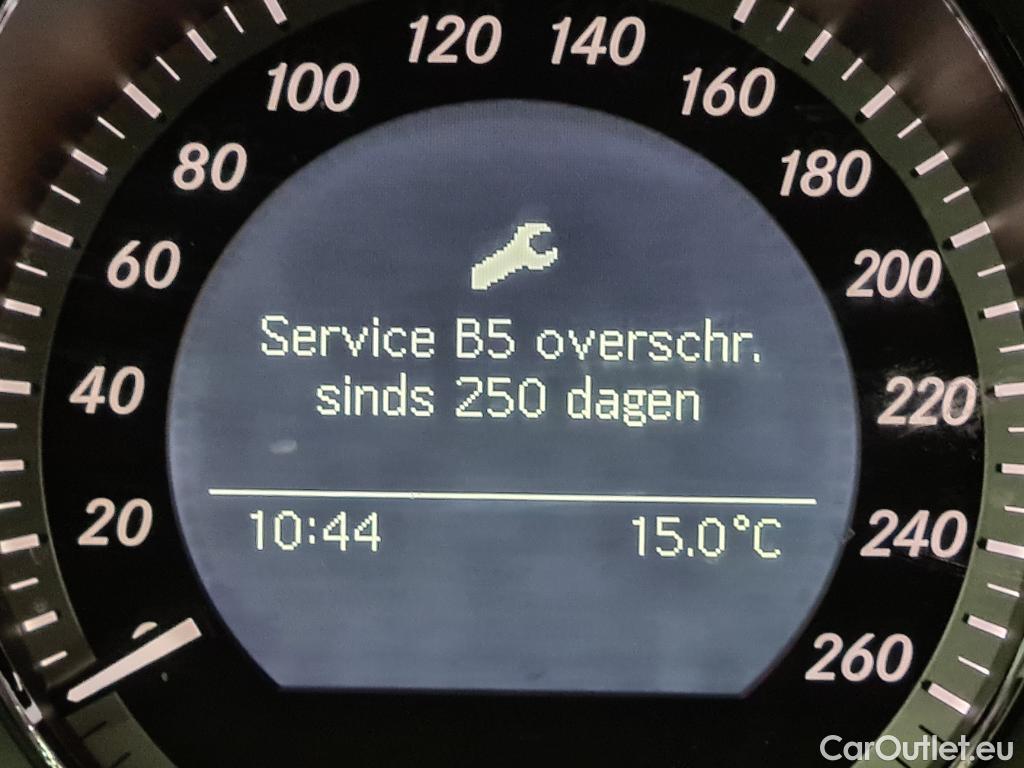 120 140
100 160
80 180
60 200
Service B5 overschr.
sinds 250 dagen
40 220
20 240
10:44 15.0°C
260
CarOutlet.eu